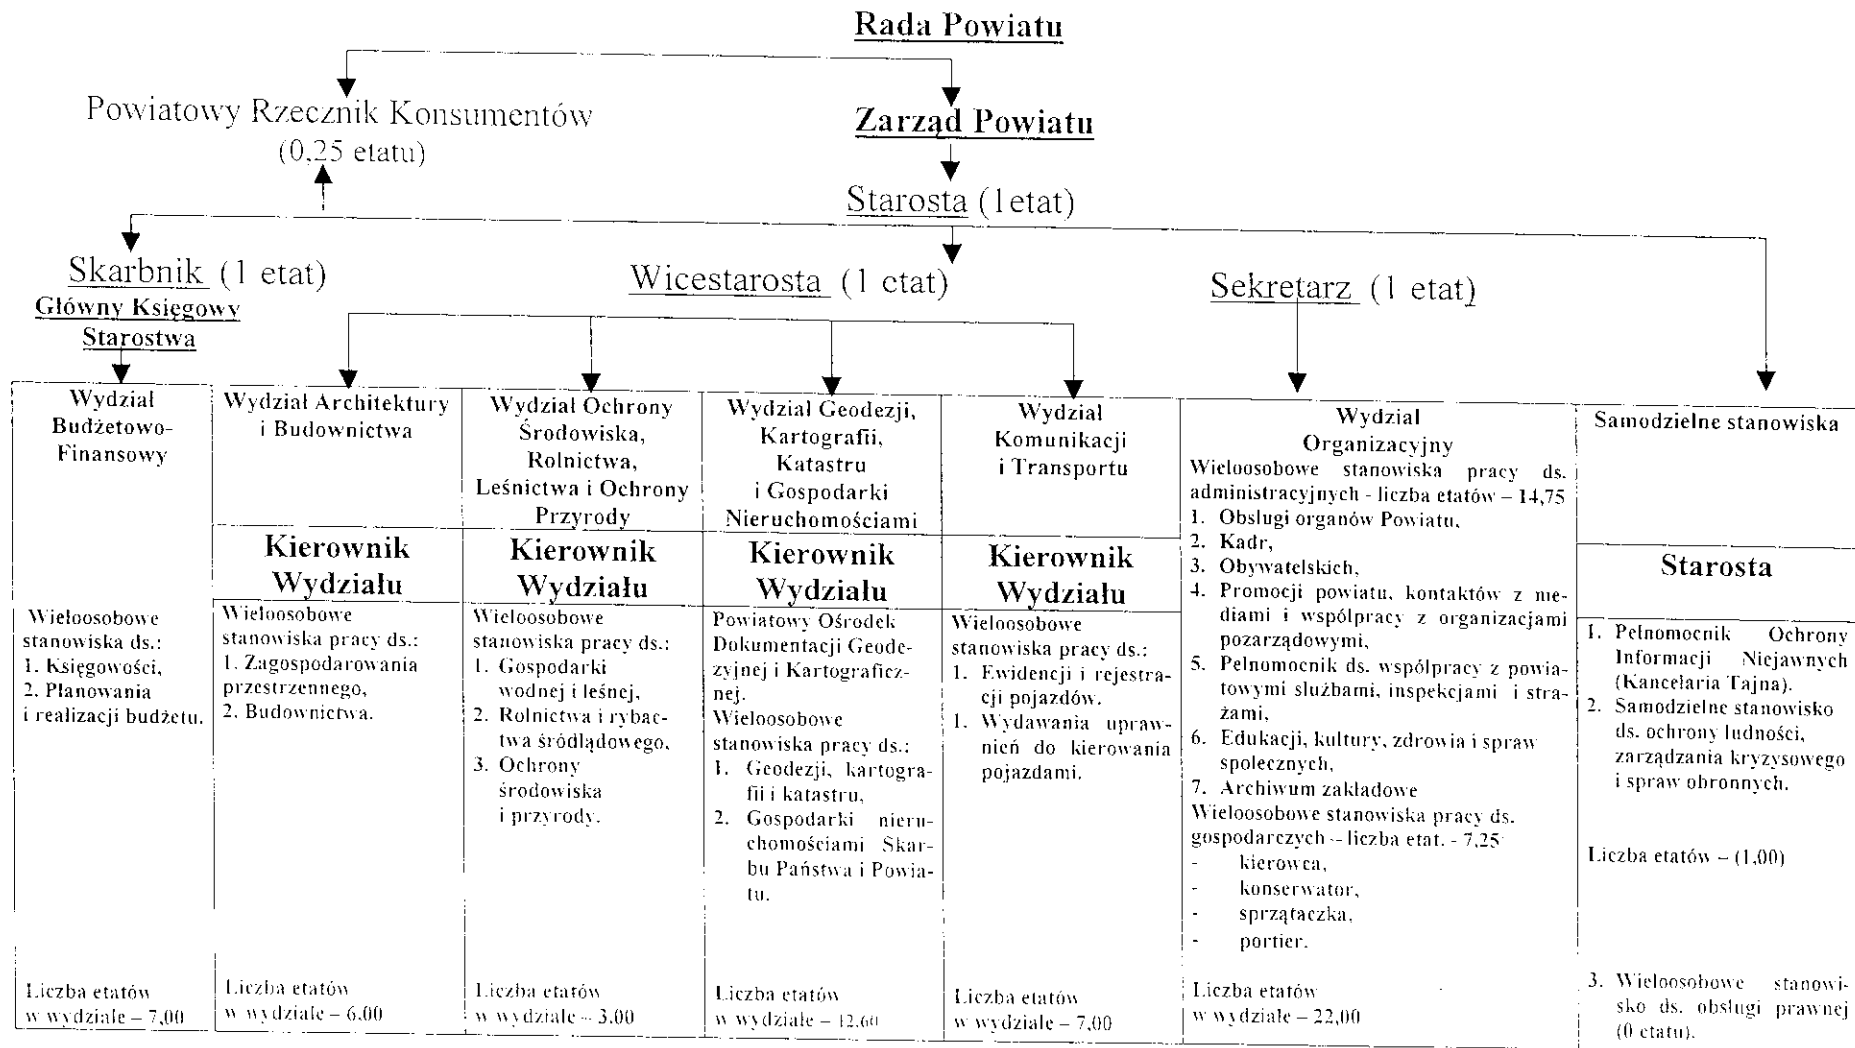 Rada Powiatu
Powiatowy Rzecznik Konsumentów
(0,25 etatu)
Zarząd Powiatu
Starosta (1etat)
Skarbnik (1 etat)
Główny Księgowy
Starostwa
Wicestarosta (1 etat)
Sekretarz (1 etat)
Wydział
Budżetowo-
Finansowy
Wieloosobowe
stanowiska ds.:
1. Księgowości,
2. Planowania
i realizacji budżetu.
Liczba etatów
w wydziale – 7,00
Wydział Architektury
i Budownictwa
Kierownik
Wydziału
Wieloosobowe
stanowiska pracy ds.:
1. Zagospodarowania
przestrzennego,
2. Budownictwa.
Liczba etatów
w wydziale – 6.00
Wydział Ochrony
Środowiska,
Rolnictwa,
Leśnictwa i Ochrony
Przyrody
Kierownik
Wydziału
Wieloosobowe
stanowiska pracy ds.:
1. Gospodarki
wodnej i leśnej,
2. Rolnictwa i rybac-
twa śródlądowego,
3. Ochrony
środowiska
i przyrody.
Liczba etatów
w wydziale – 3.00
Wydział Geodezji,
Kartografii,
Katastru
i Gospodarki
Nieruchomościami
Kierownik
Wydziału
Powiatowy Ośrodek
Dokumentacji Geode-
zyjnej i Kartograficz-
nej.
Wieloosobowe
stanowiska pracy ds.:
1. Geodezji, kartogra-
fii i katastru,
2. Gospodarki nieru-
chomościami Skar-
bu Państwa i Powia-
tu.
Liczba etatów
w wydziale – 12.60
Wydział
Komunikacji
i Transportu
Kierownik
Wydziału
Wieloosobowe
stanowiska pracy ds.:
1. Ewidencji i rejestra-
cji pojazdów.
1. Wydawania upraw-
nień do kierowania
pojazdami.
Liczba etatów
w wydziale – 7,00
Wydział
Organizacyjny
Wieloosobowe stanowiska pracy ds.
administracyjnych - liczba etatów – 14,75
1. Obsługi organów Powiatu,
2. Kadr,
3. Obywatelskich,
4. Promocji powiatu, kontaktów z me-
diami i współpracy z organizacjami
pozarządowymi,
5. Pełnomocnik ds. współpracy z powia-
towymi służbami, inspekcjami i stra-
żami,
6. Edukacji, kultury, zdrowia i spraw
społecznych,
7. Archiwum zakładowe
Wieloosobowe stanowiska pracy ds.
gospodarczych – liczba etat. - 7,25
- kierowca,
- konserwator,
- sprzątaczka,
- portier.
Liczba etatów
w wydziale – 22,00
Samodzielne stanowiska
Starosta
1. Pełnomocnik Ochrony
Informacji Niejawnych
(Kancelaria Tajna).
2. Samodzielne stanowisko
ds. ochrony ludności,
zarządzania kryzysowego
i spraw obronnych.
Liczba etatów – (1,00)
3. Wieloosobowe stanowi-
sko ds. obsługi prawnej
(0 etatu).